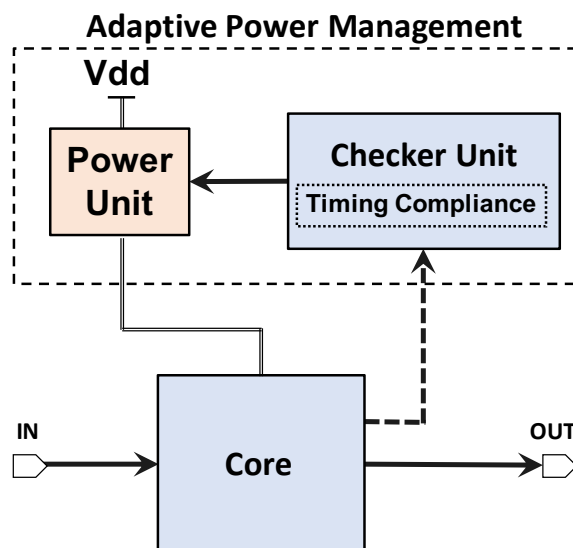 Adaptive Power Management
Vdd
Power
Unit
Checker Unit
Timing Compliance
IN
Core
OUT